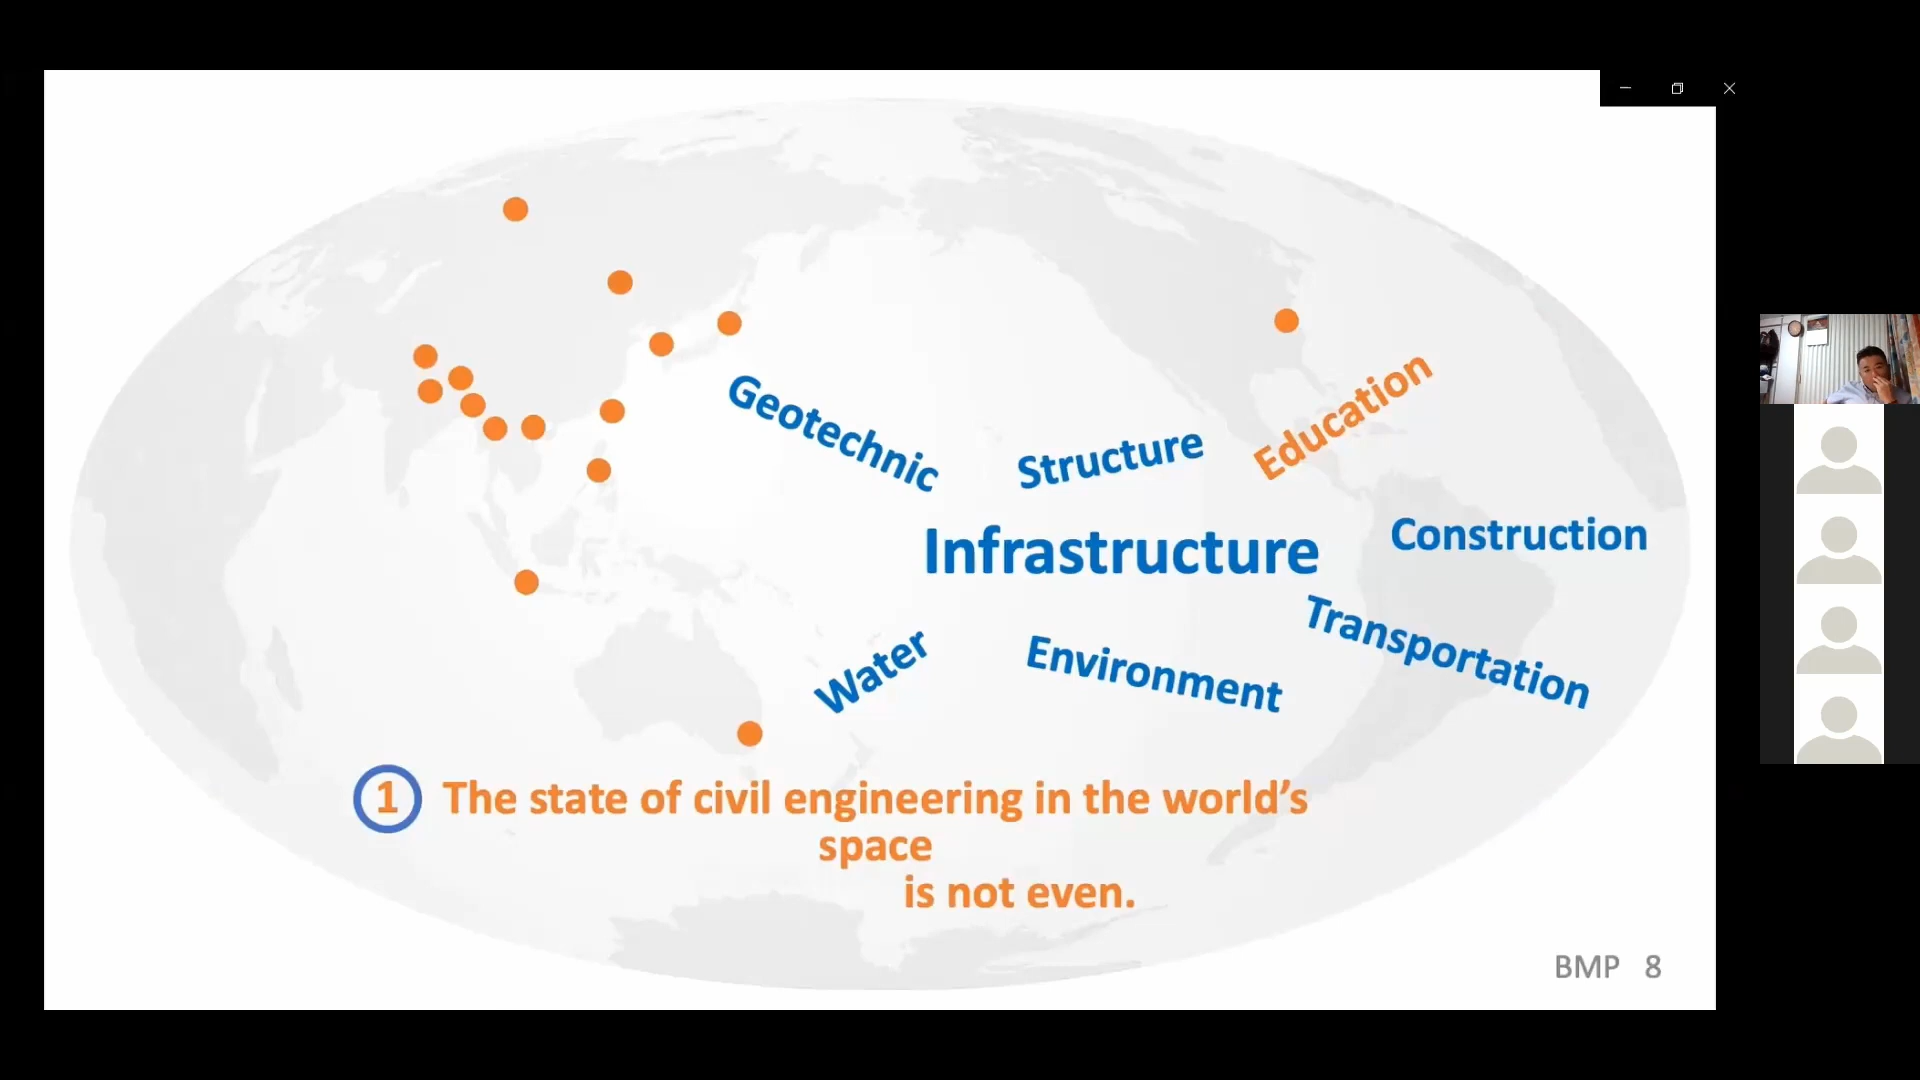 Geotechnic
Structure
Education
Infrastructure
Construction
Water
Environment
Transportation
1 The state of civil engineering in the world’s
space
is not even.
BMP 8